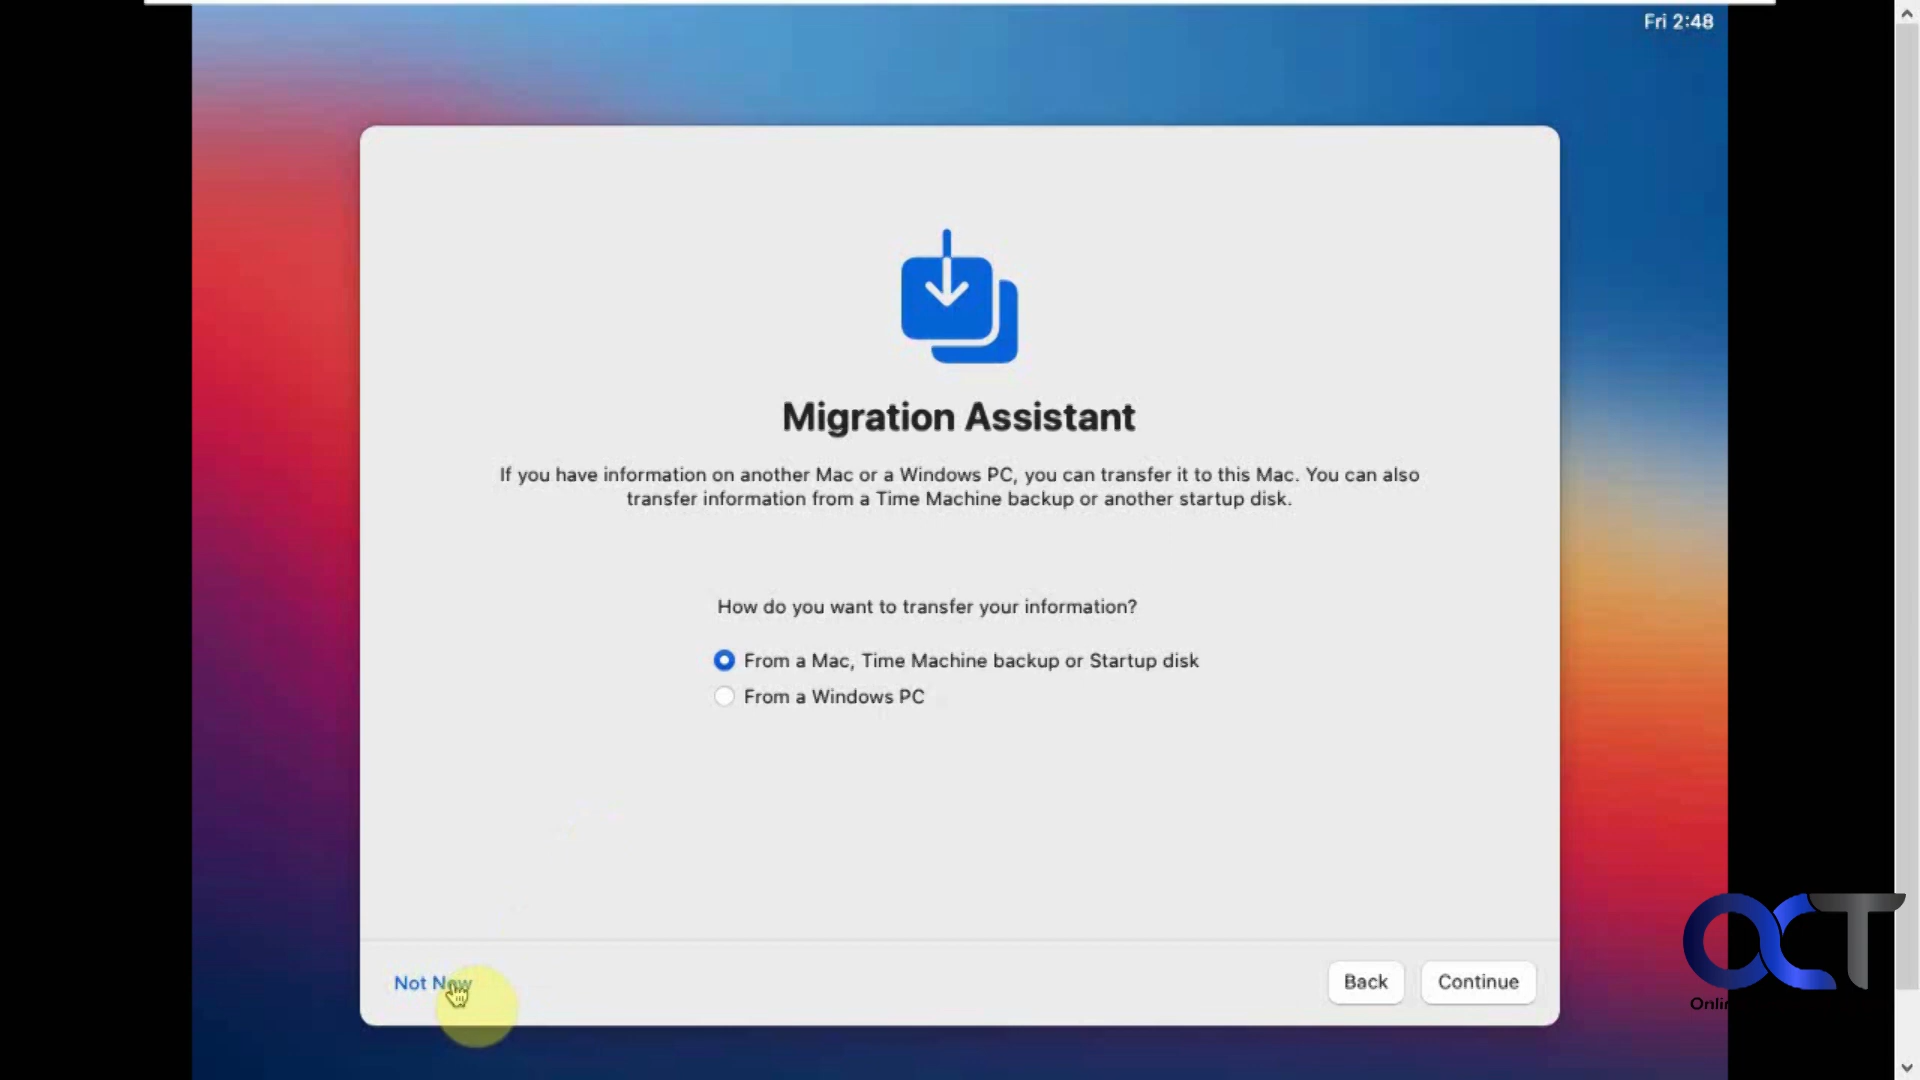 Fri 2:48
Migration Assistant
If you have information on another Mac or a Windows PC, you can transfer it to this Mac. You can also
transfer information from a Time Machine backup or another startup disk.
How do you want to transfer your information?
From a Mac, Time Machine backup or Startup disk
From a Windows PC
Not Now
Back
Continue
OCT